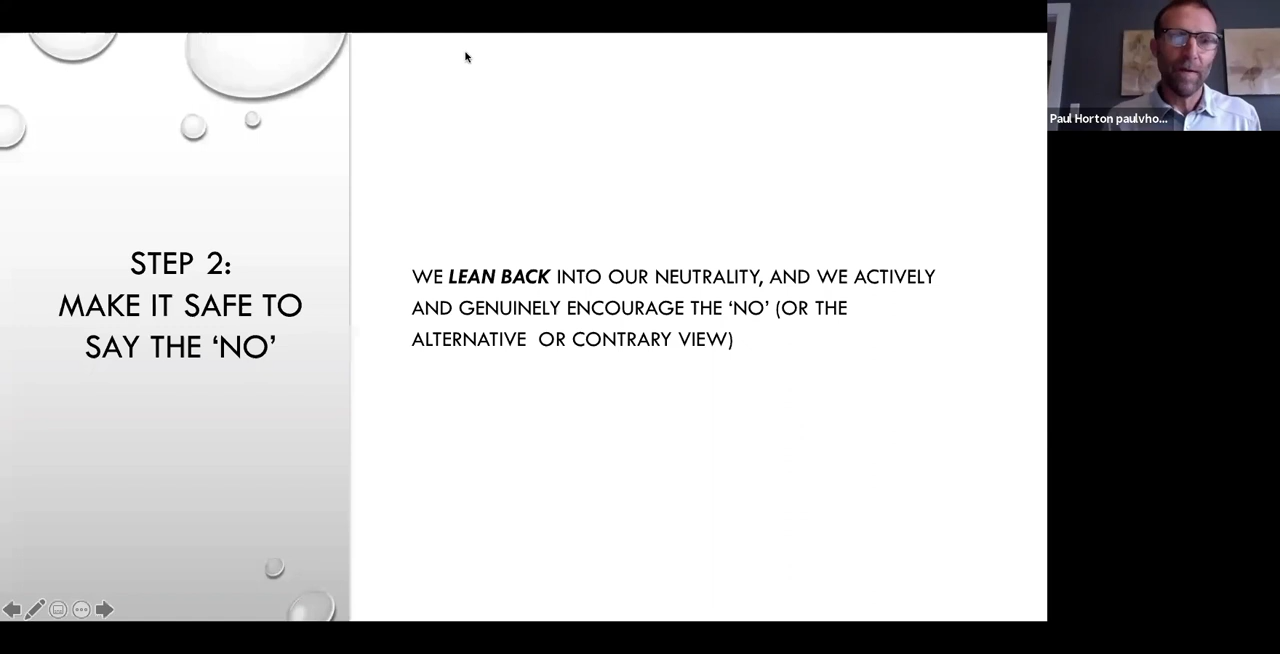 STEP 2:
MAKE IT SAFE TO
SAY THE ‘NO’
WE LEAN BACK INTO OUR NEUTRALITY, AND WE ACTIVELY
AND GENUINELY ENCOURAGE THE ‘NO’ (OR THE
ALTERNATIVE  OR CONTRARY VIEW)
Paul Horton paulvho...